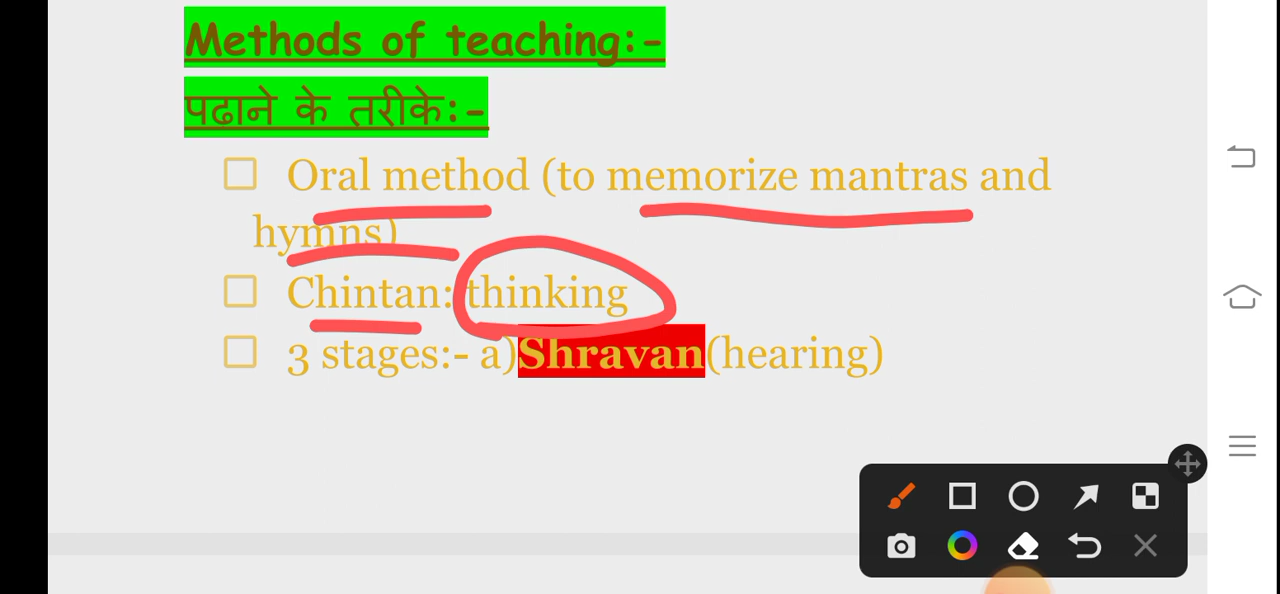 Methods of teaching:-
पढाने के तरीके:-
Oral method (to memorize mantras and
hymns)
Chintan: thinking
3 stages:- a)Shravan(hearing)